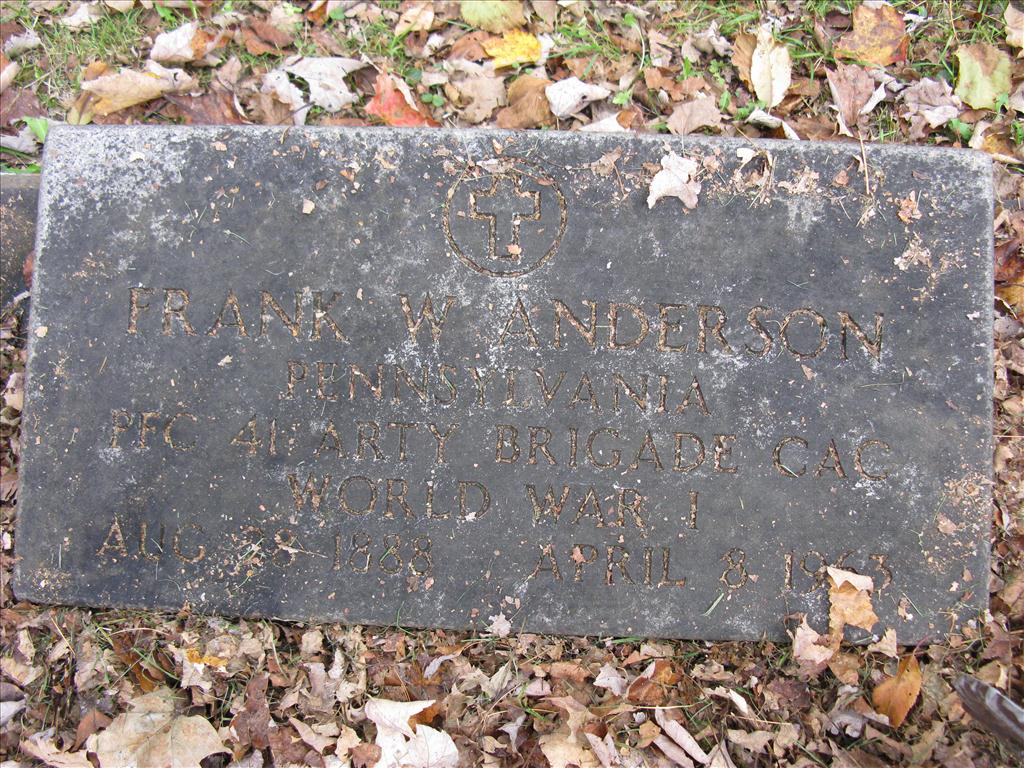 FRANK W ANDERSON
PENNSYLVANIA
PFC 41 ARTY BRIGADE CAC
WORLD WAR I
AUG 28 1888 APRIL 8 1963